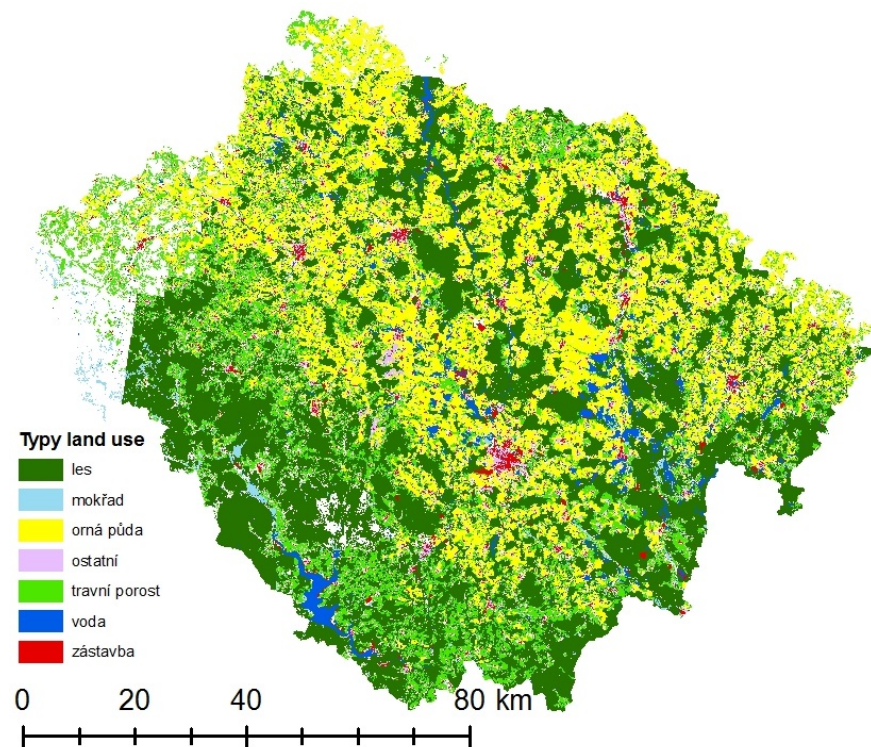 Typy land use
les
mokřad
orná půda
ostatní
travní porost
voda
zástavba
0 20 40 80 km